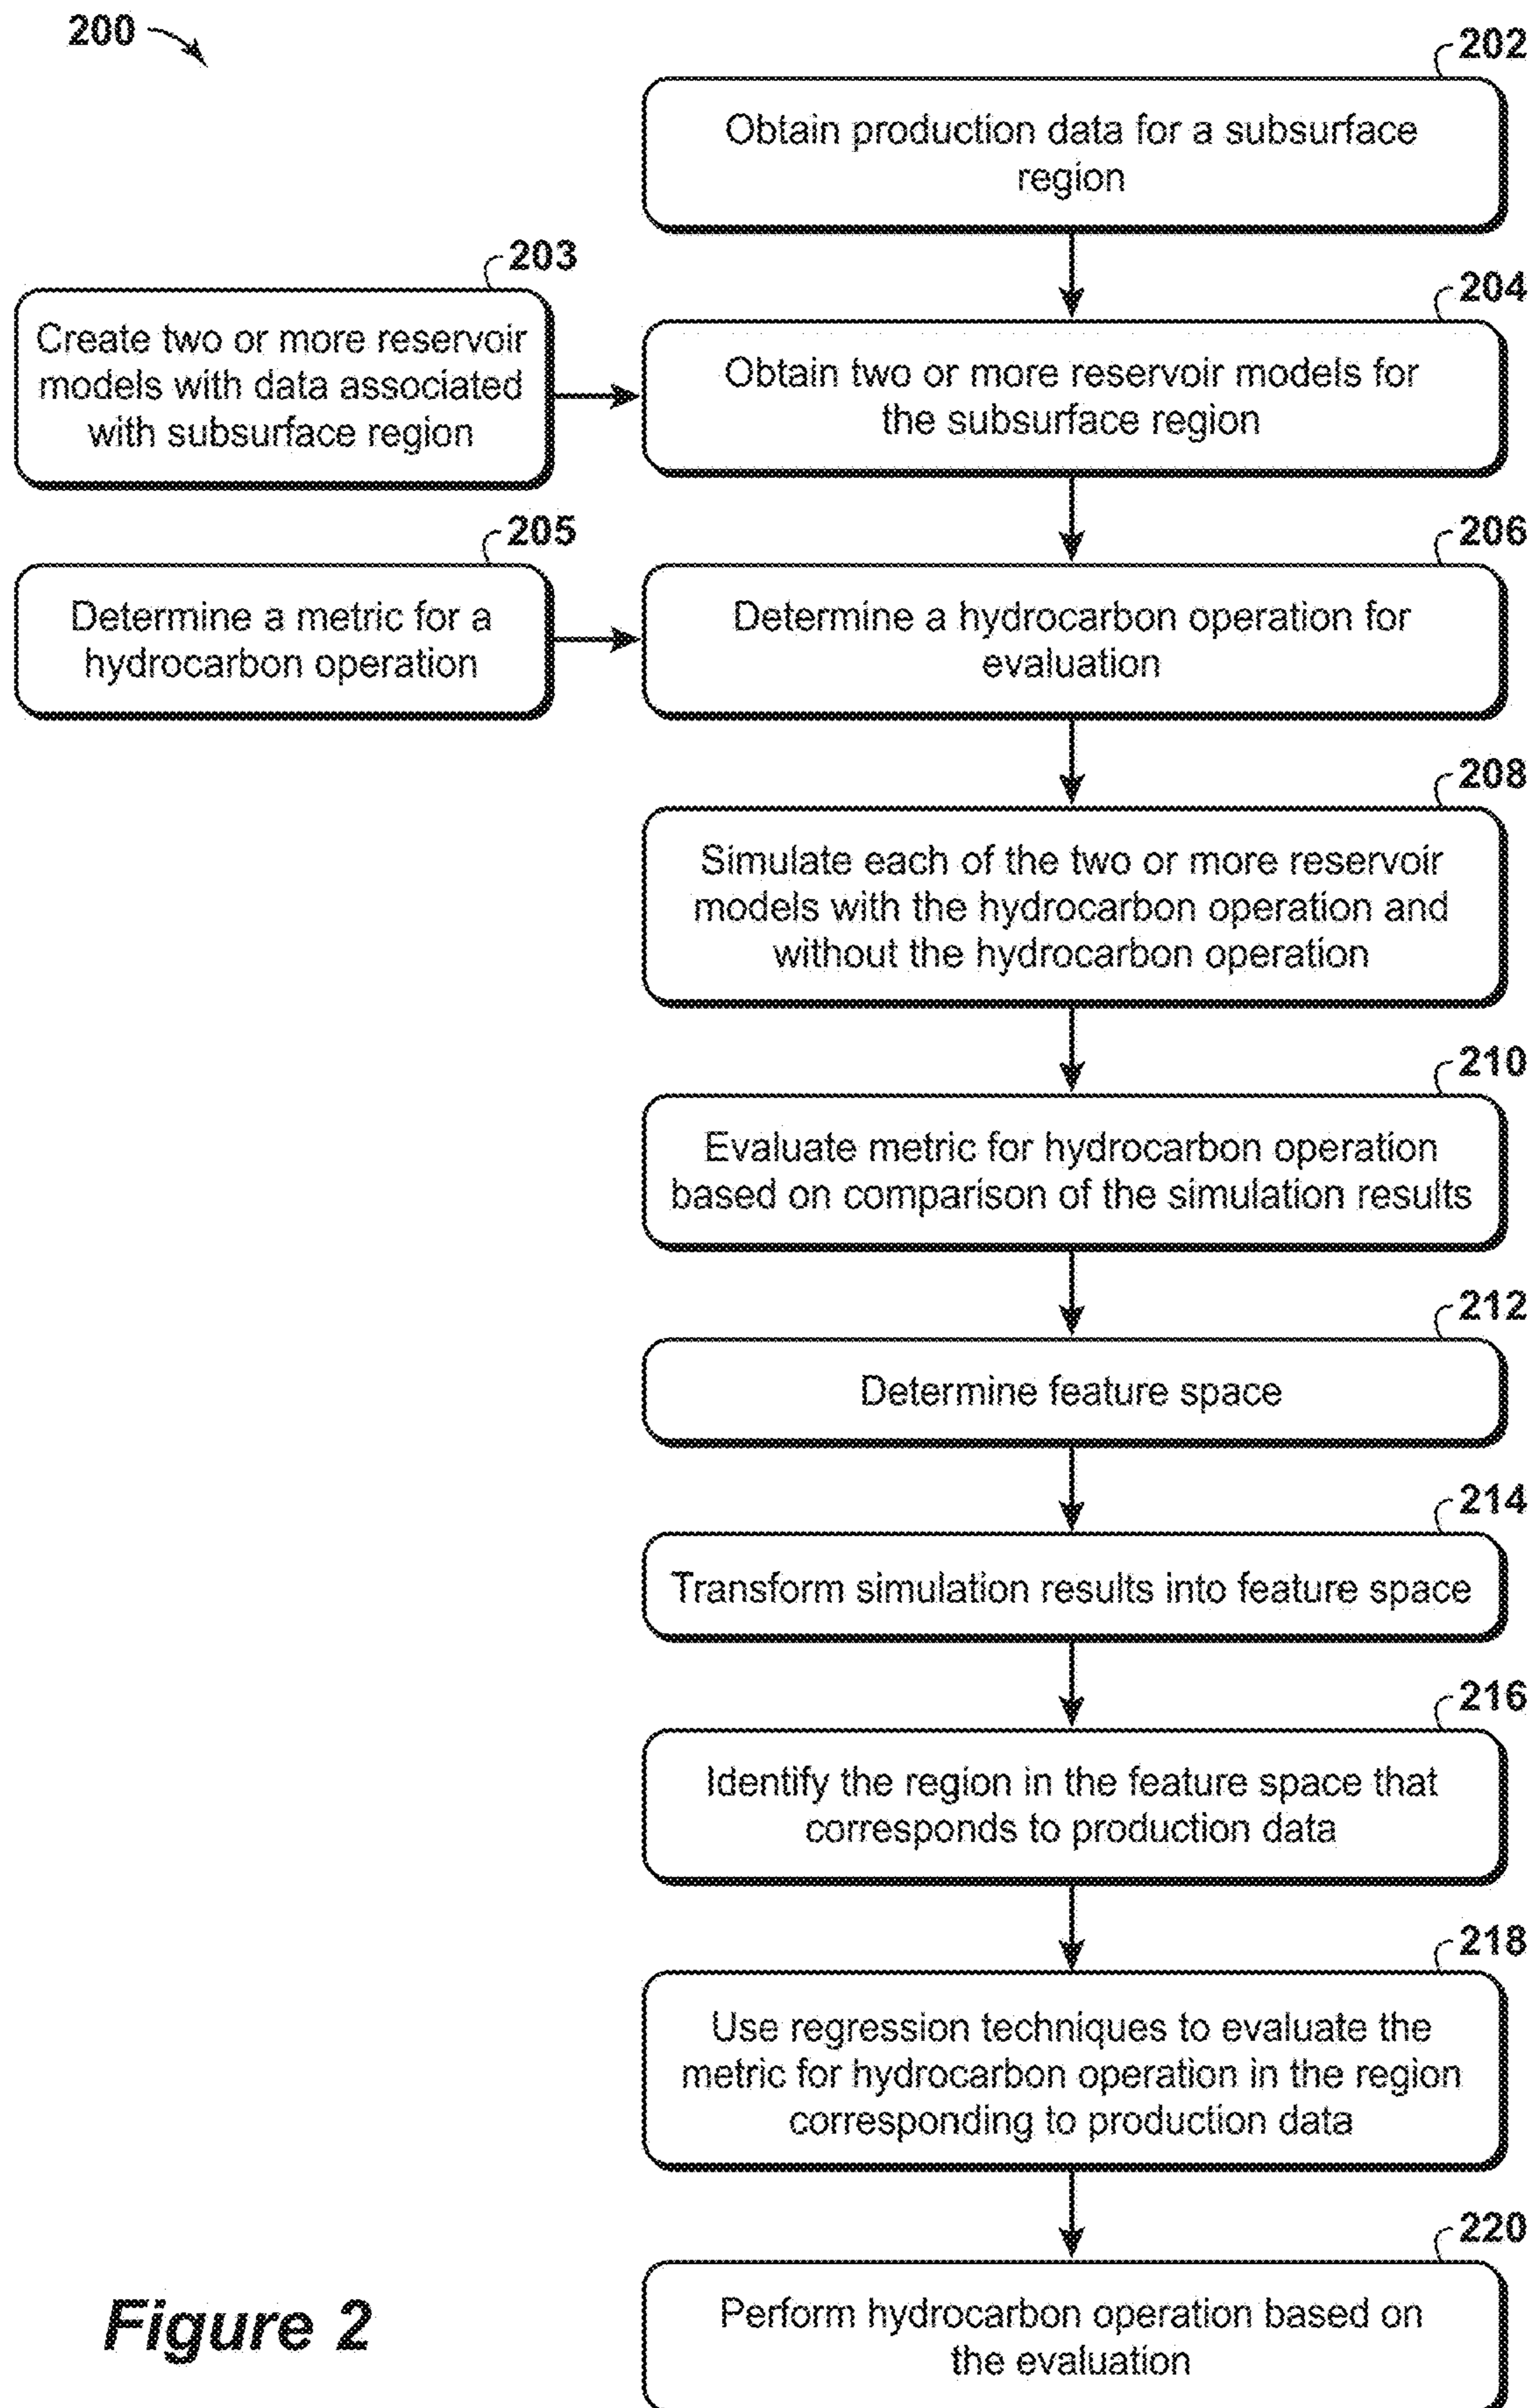 200
202
Obtain production data for a subsurface
region
203
Create two or more reservoir
models with data associated
with subsurface region
204
Obtain two or more reservoir models for
the subsurface region
205
Determine a metric for a
hydrocarbon operation
206
Determine a hydrocarbon operation for
evaluation
208
Simulate each of the two or more reservoir
models with the hydrocarbon operation and
without the hydrocarbon operation
210
Evaluate metric for hydrocarbon operation
based on comparison of the simulation results
212
Determine feature space
214
Transform simulation results into feature space
216
Identify the region in the feature space that
corresponds to production data
218
Use regression techniques to evaluate the
metric for hydrocarbon operation in the region
corresponding to production data
220
Perform hydrocarbon operation based on
the evaluation
Figure 2